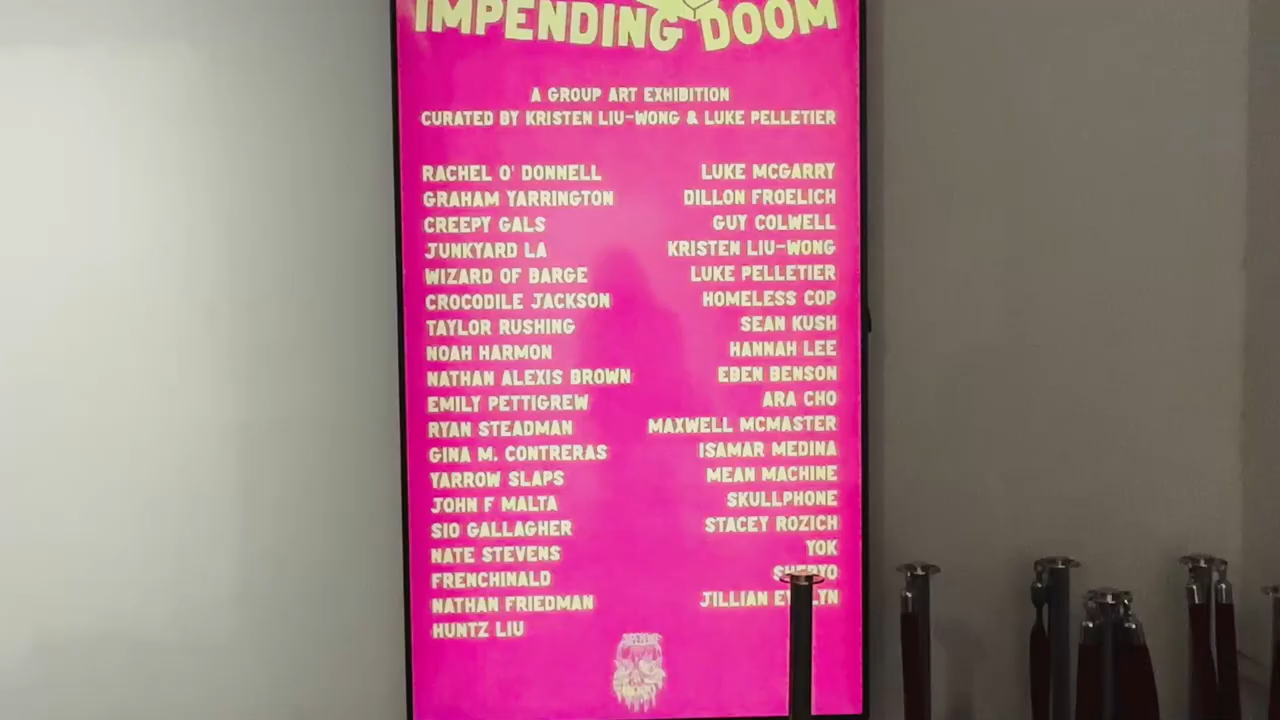 IMPENDING DOOM
A GROUP ART EXHIBITION
CURATED BY KRISTEN LIU-WONG & LUKE PELLETIER
RACHEL O' DONNELL
GRAHAM YARRINGTON
CREEPY GALS
JUNKYARD LA
WIZARD OF BARGE
CROCODILE JACKSON
TAYLOR RUSHING
NOAH HARMON
NATHAN ALEXIS BROWN
EMILY PETTIGREW
RYAN STEADMAN
GINA M. CONTRERAS
YARROW SLAPS
JOHN F MALTA
SIO GALLAGHER
NATE STEVENS
FRENCHINALD
NATHAN FRIEDMAN
HUNTZ LIU
LUKE MCGARRY
DILLON FROELICH
GUY COLWELL
KRISTEN LIU-WONG
LUKE PELLETIER
HOMELESS COP
SEAN KUSH
HANNAH LEE
EBEN BENSON
ARA CHO
MAXWELL MCMASTER
ISAMAR MEDINA
MEAN MACHINE
SKULLPHONE
STACEY ROZICH
YOK
JILLIAN